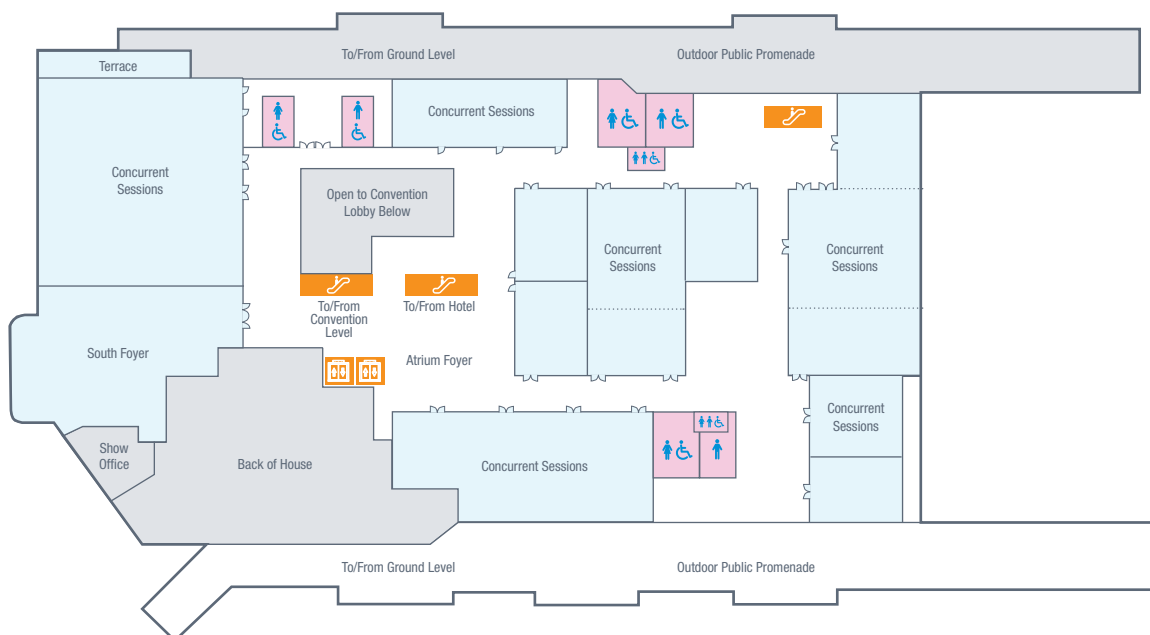 To/From Ground Level
Outdoor Public Promenade
Terrace
Concurrent Sessions
Concurrent
Sessions
Open to Convention
Lobby Below
Concurrent
Sessions
Concurrent
Sessions
To/From
Convention
Level
To/From Hotel
South Foyer
Atrium Foyer
Concurrent
Sessions
Show
Office
Back of House
Concurrent Sessions
To/From Ground Level
Outdoor Public Promenade